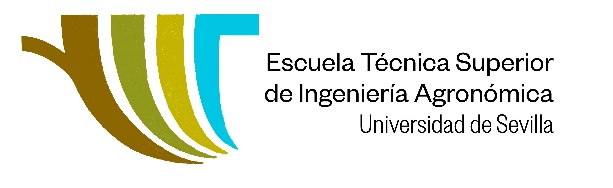 Escuela Técnica Superior
de Ingeniería Agronómica
Universidad de Sevilla